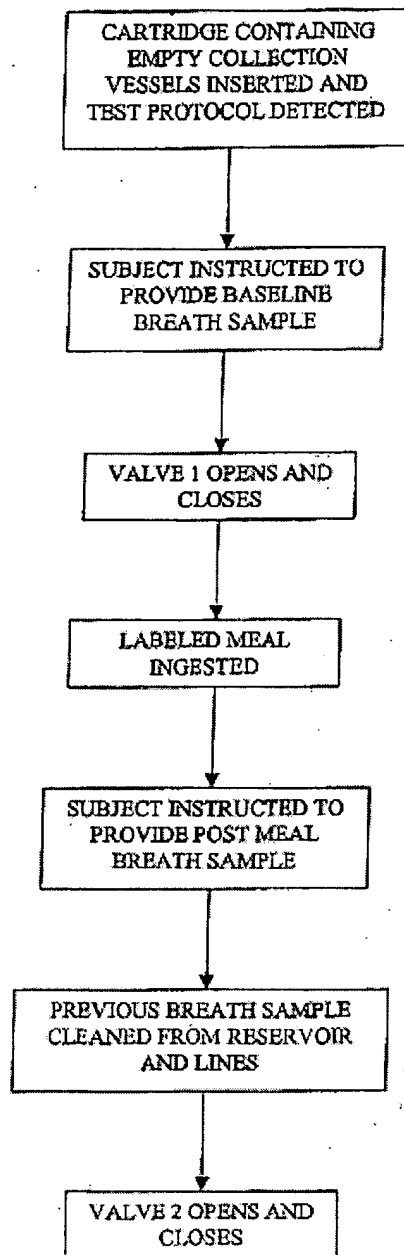 CARTRIDGE CONTAINING
EMPTY COLLECTION
VESSELS INSERTED AND
TEST PROTOCOL DETECTED
SUBJECT INSTRUCTED TO
PROVIDE BASELINE
BREATH SAMPLE
VALVE 1 OPENS AND
CLOSES
LABELED MEAL
INGESTED
SUBJECT INSTRUCTED TO
PROVIDE POST MEAL
BREATH SAMPLE
PREVIOUS BREATH SAMPLE
CLEANED FROM RESERVOIR
AND LINES
VALVE 2 OPENS AND
CLOSES